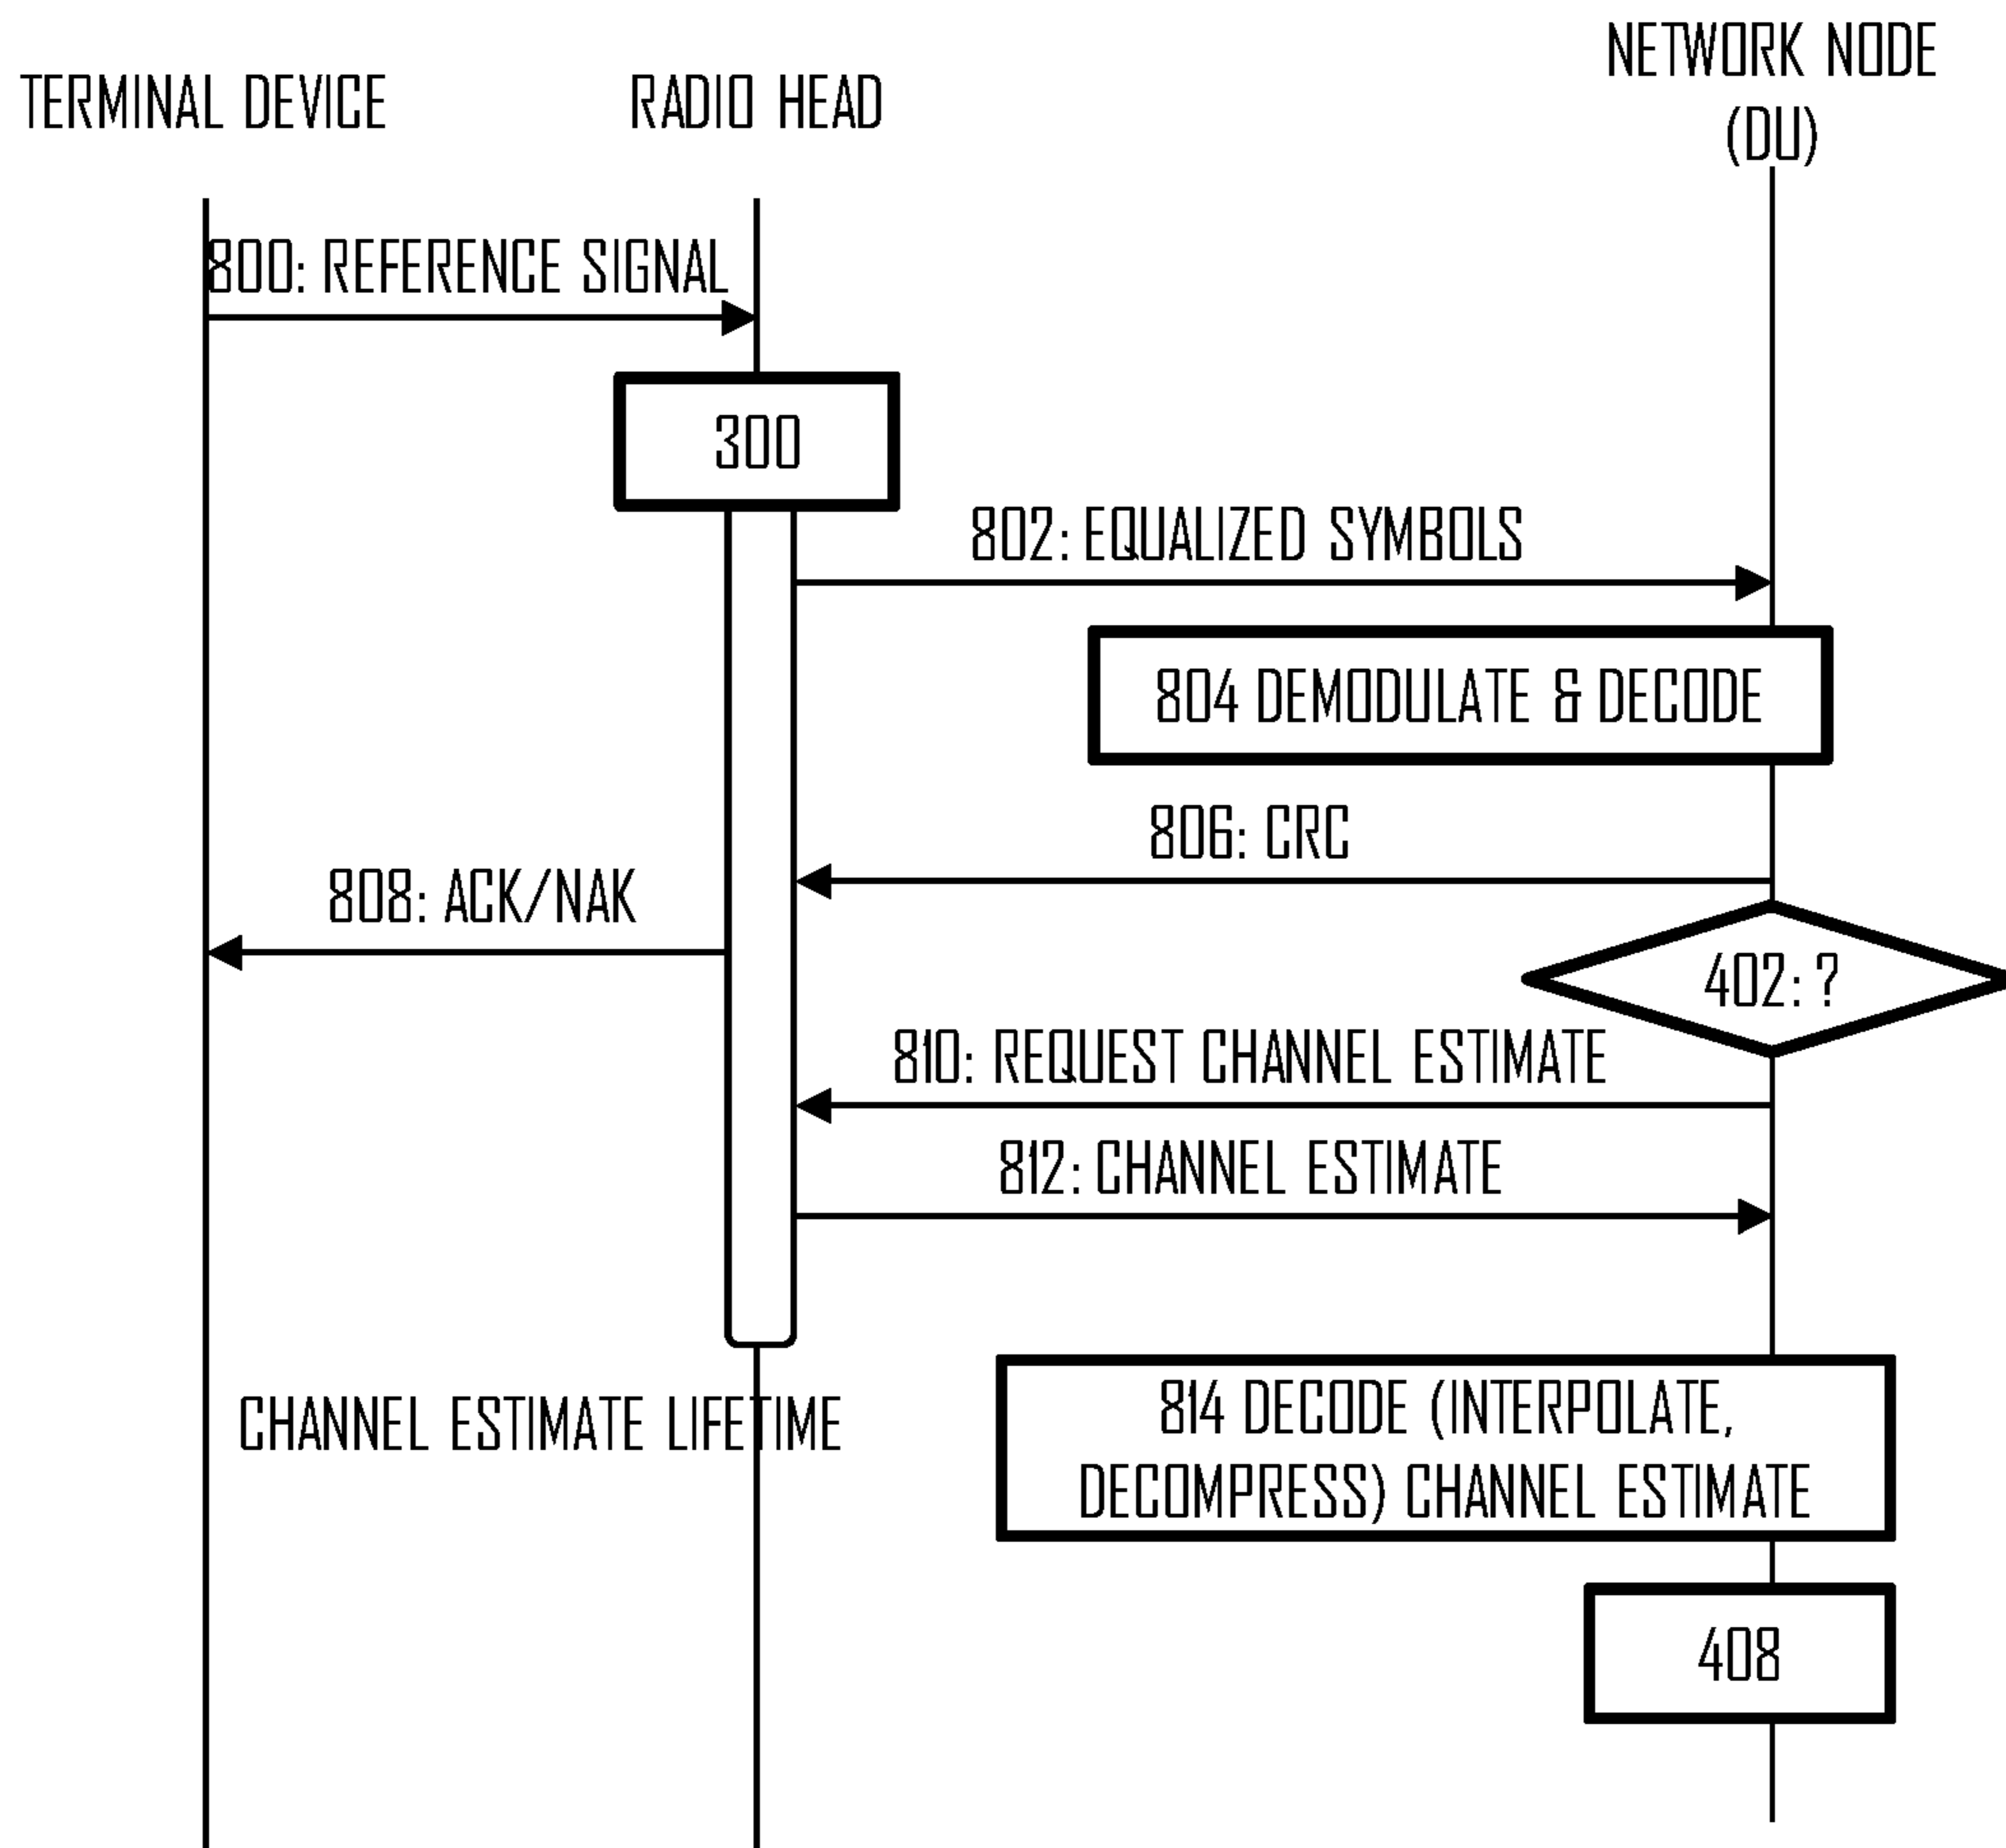 TERMINAL DEVICE
RADIO HEAD
NETWORK NODE
(DU)
800: REFERENCE SIGNAL
300
802: EQUALIZED SYMBOLS
804 DEMODULATE & DECODE
806: CRC
808: ACK/NAK
402: ?
810: REQUEST CHANNEL ESTIMATE
812: CHANNEL ESTIMATE
CHANNEL ESTIMATE LIFETIME
814 DECODE (INTERPOLATE,
DECOMPRESS) CHANNEL ESTIMATE
408